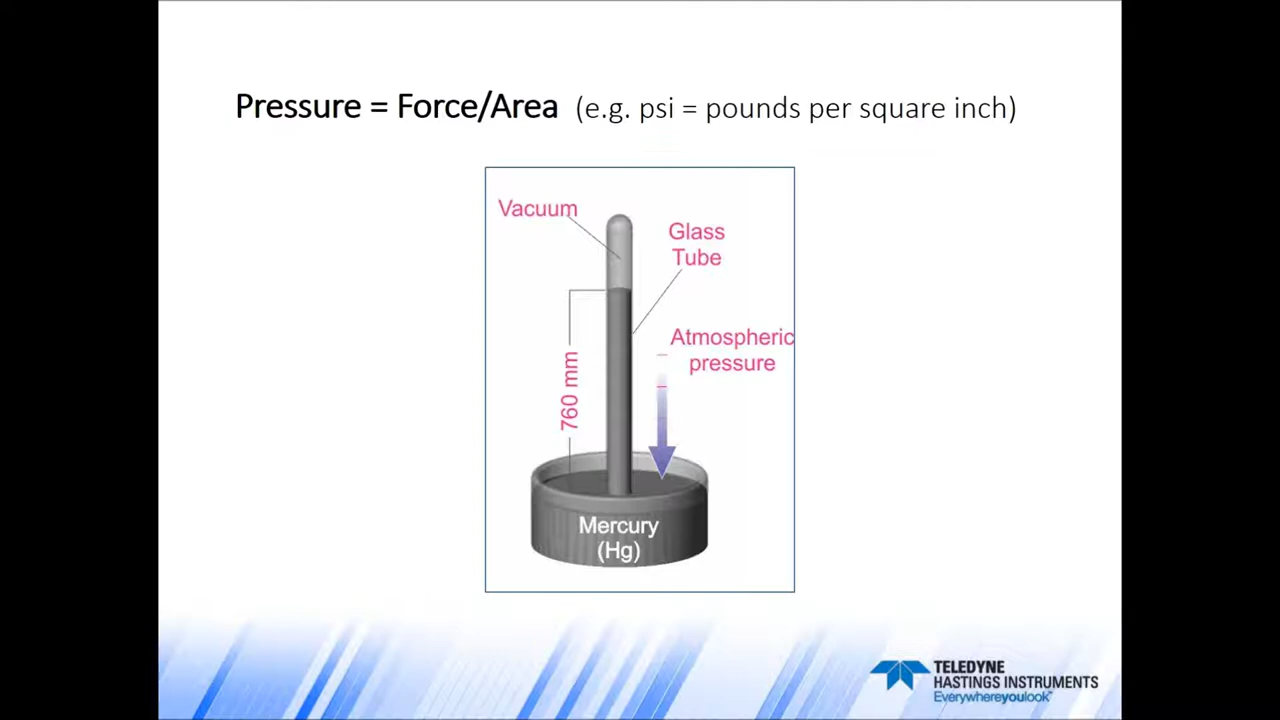 Pressure = Force/Area (e.g. psi = pounds per square inch)
Vacuum
Glass
Tube
Atmospheric
pressure
760 mm
Mercury
(Hg)
TELEDYNE
HASTINGS INSTRUMENTS
Everywhereyoulook™